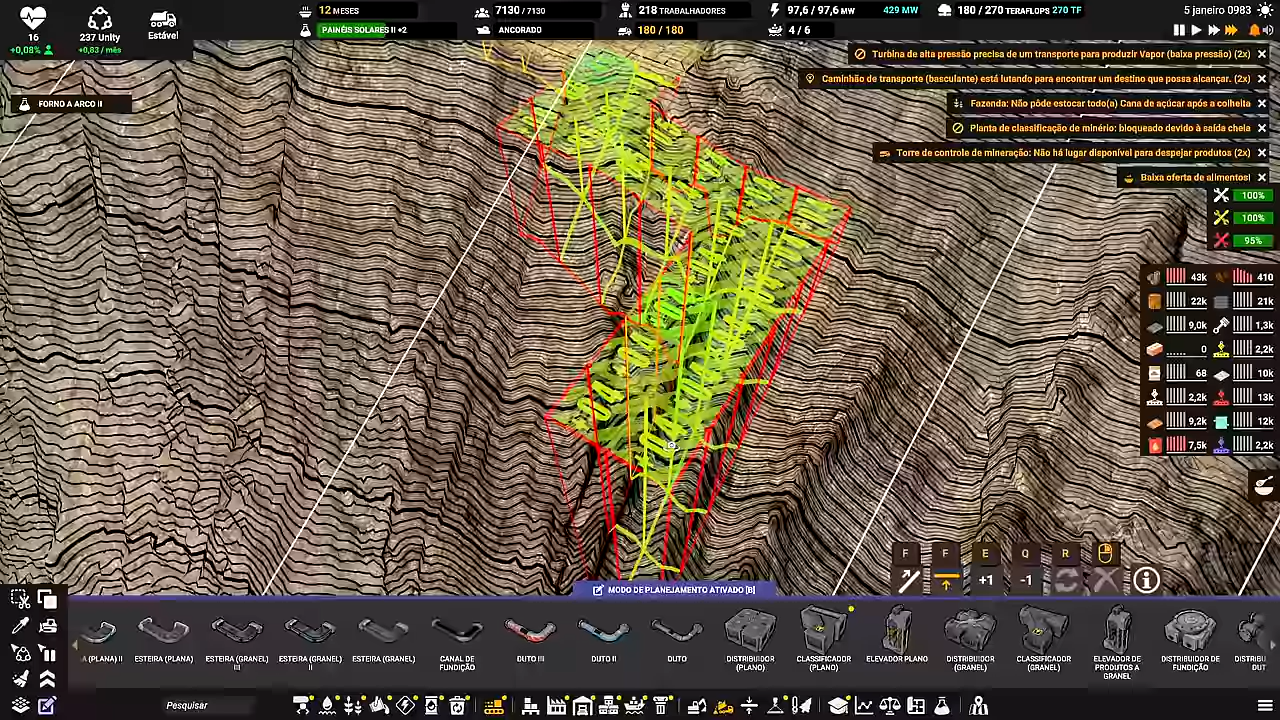 16
+0,08%
237 Unity
+0,83 / mês
Estável
12 MESES
PAINÉIS SOLARES II +2
7130 / 7130
ANCORADO
218 TRABALHADORES
180 / 180
97,6 / 97,6 MW
429 MW
4 / 6
180 / 270 TERAFLOPS
270 TF
5 janeiro 0983
FORNO A ARCO II
Turbina de alta pressão precisa de um transporte para produzir Vapor (baixa pressão) (2x)
Caminhão de transporte (basculante) está lutando para encontrar um destino que possa alcançar. (2x)
Fazenda: Não pôde estocar todo(a) Cana de açúcar após a colheita
Planta de classificação de minério: bloqueado devido à saída cheia
Torre de controle de mineração: Não há lugar disponível para despejar produtos (2x)
Baixa oferta de alimentos!
100%
100%
95%
43k
410
22k
21k
9,0k
1,3k
0
2,2k
68
10k
2,2k
13k
9,2k
12k
7,5k
2,2k
F
F
E
Q
R
+1
-1
MODO DE PLANEJAMENTO ATIVADO [B]
A (PLANA) II
ESTEIRA (PLANA)
ESTEIRA (GRANEL) III
ESTEIRA (GRANEL) II
ESTEIRA (GRANEL)
CANAL DE FUNDIÇÃO
DUTO III
DUTO II
DUTO
DISTRIBUIDOR (PLANO)
CLASSIFICADOR (PLANO)
ELEVADOR PLANO
DISTRIBUIDOR (GRANEL)
CLASSIFICADOR (GRANEL)
ELEVADOR DE PRODUTOS A GRANEL
DISTRIBUIDOR DE FUNDIÇÃO
DISTRIBU
DUT
Pesquisar